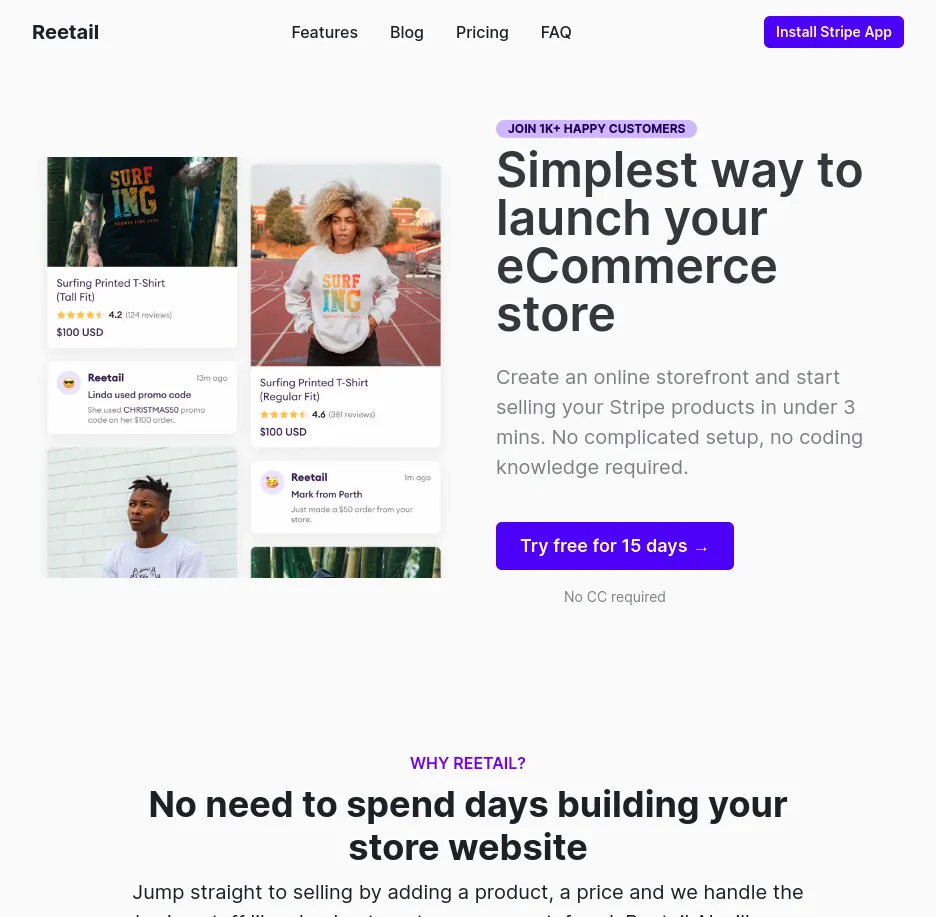 Reetail
Features
Blog
Pricing
FAQ
Install Stripe App
SURF
ING
Surfing Printed T-Shirt
(Tall Fit)
4.2 (124 reviews)
$100 USD
Reetail
13m ago
Linda used promo code
She used CHRISTMAS50 promo
code on her $100 order.
SURF
ING
Surfing Printed T-Shirt
(Regular Fit)
4.6 (381 reviews)
$100 USD
Reetail
1m ago
Mark from Perth
Just made a $50 order from your
store.
JOIN 1K+ HAPPY CUSTOMERS
Simplest way to
launch your
eCommerce
store
Create an online storefront and start
selling your Stripe products in under 3
mins. No complicated setup, no coding
knowledge required.
Try free for 15 days →
No CC required
WHY REETAIL?
No need to spend days building your
store website
Jump straight to selling by adding a product, a price and we handle the